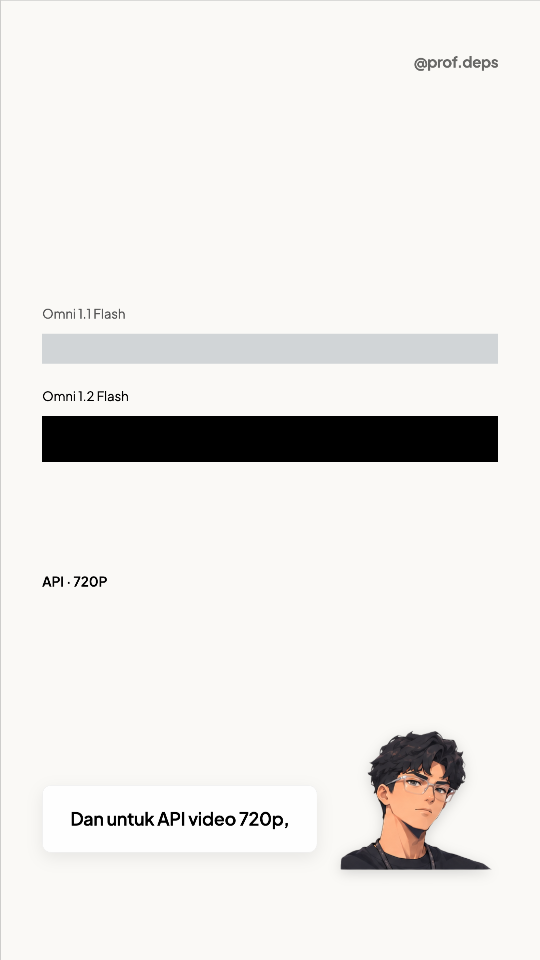 @prof.deps
Omni 1.1 Flash
Omni 1.2 Flash
API · 720P
Dan untuk API video 720p,